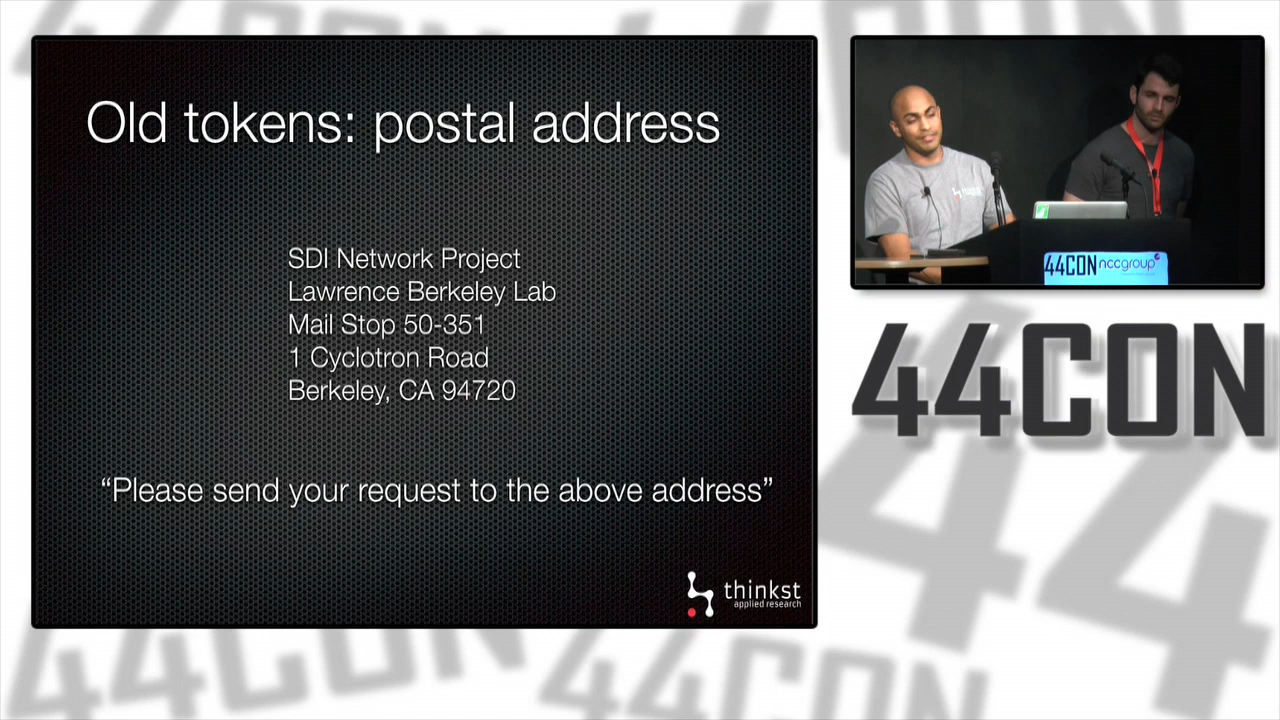 Old tokens: postal address
SDI Network Project
Lawrence Berkeley Lab
Mail Stop 50-351
1 Cyclotron Road
Berkeley, CA 94720
“Please send your request to the above address”
thinkst
applied research
44CON nccgroup
44CON